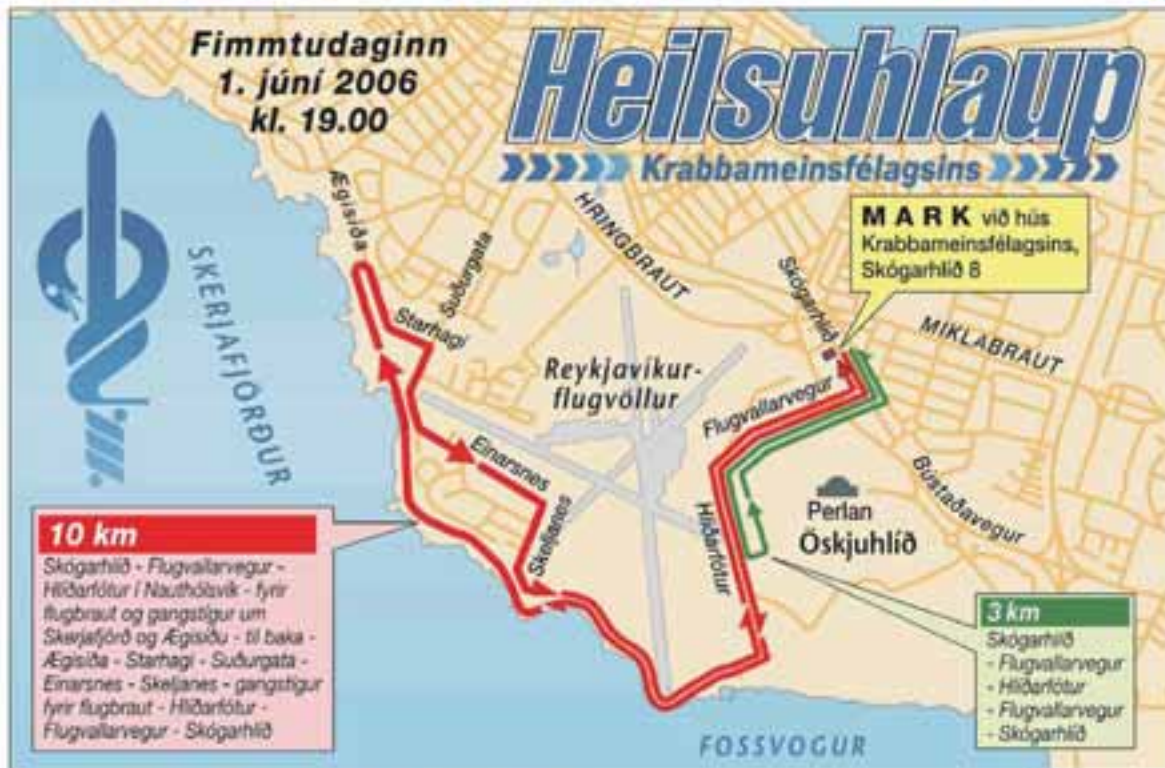 Fimmtudaginn
1. júní 2006
kl. 19.00
Heilsuhlaup
Krabbameinsfélagsins
MARK við hús
Krabbameinsfélagsins,
Skógarhlíð 8
Ægisíða
Suðurgata
Starhagi
HRINGBRAUT
Skógarhlíð
MIKLABRAUT
SKERJAFJÖRÐUR
Reykjavíkur-
flugvöllur
Flugvallarvegur
Einarsnes
Skeljanes
Hlíðarfótur
Perlan
Öskjuhlíð
Bústaðavegur
10 km
Skógarhlíð - Flugvallarvegur -
Hlíðarfótur í Nauthólsvík - fyrir
flugbraut og gangstígur um
Skerjafjörð og Ægisíðu - til baka -
Ægisíða - Starhagi - Suðurgata -
Einarsnes - Skeljanes - gangstígur
fyrir flugbraut - Hlíðarfótur -
Flugvallarvegur - Skógarhlíð
3 km
Skógarhlíð
- Flugvallarvegur
- Hlíðarfótur
- Flugvallarvegur
- Skógarhlíð
FOSSVOGUR